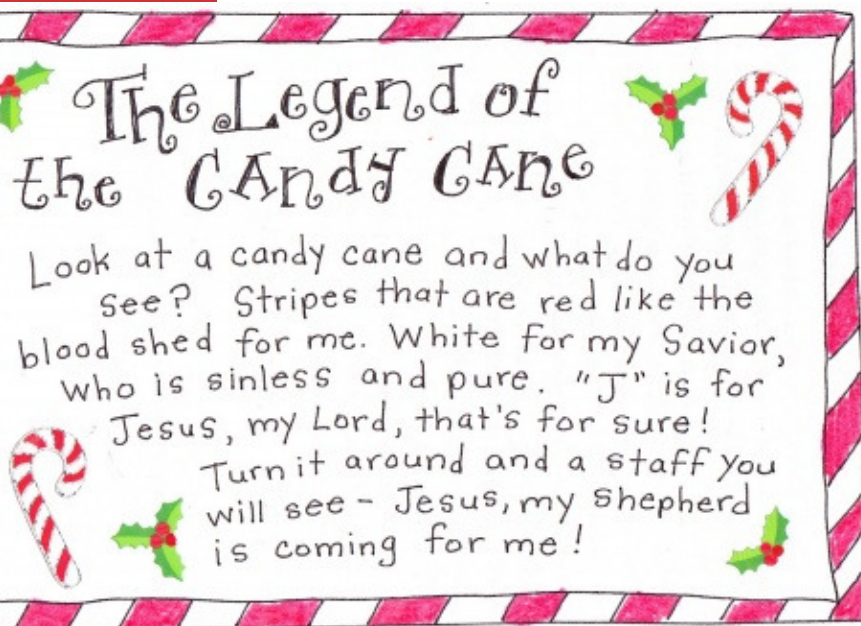 The Legend of
the CANdy CANe
Look at a candy cane and what do you
see? Stripes that are red like the
blood shed for me. White for my Savior,
who is sinless and pure. "J" is for
Jesus, my Lord, that's for sure!
Turn it around and a staff you
will see - Jesus, my Shepherd
is coming for me!